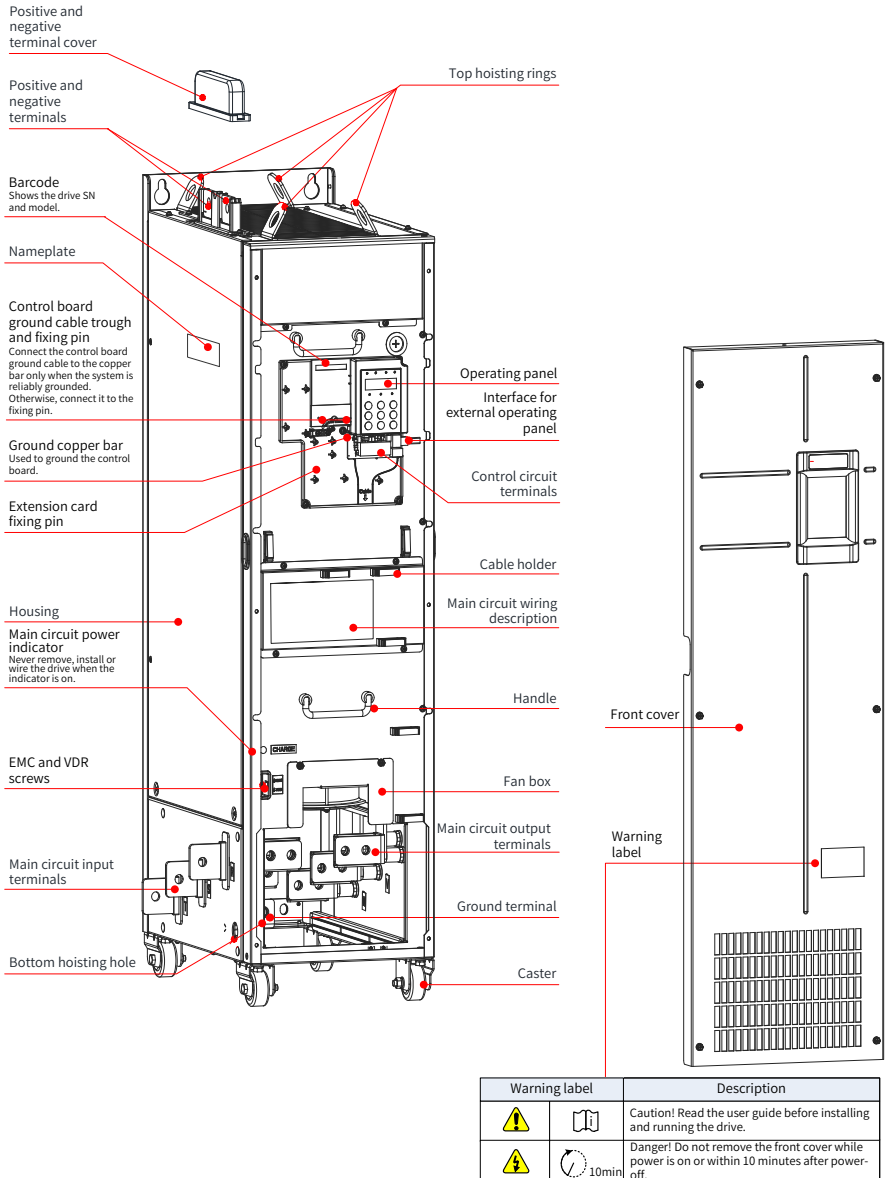 Positive and
negative
terminal cover
Positive and
negative
terminals
Barcode
Shows the drive SN
and model.
Nameplate
Control board
ground cable trough
and fixing pin
Connect the control board
ground cable to the copper
bar only when the system is
reliably grounded.
Otherwise, connect it to the
fixing pin.
Ground copper bar
Used to ground the control
board.
Extension card
fixing pin
Housing
Main circuit power
indicator
Never remove, install or
wire the drive when the
indicator is on.
EMC and VDR
screws
Main circuit input
terminals
Bottom hoisting hole
CHARGE
Top hoisting rings
Operating panel
Interface for
external operating
panel
Control circuit
terminals
Cable holder
Main circuit wiring
description
Handle
Fan box
Main circuit output
terminals
Ground terminal
Caster
Front cover
Warning
label
Warning label Description
Caution! Read the user guide before installing
and running the drive.
10min
Danger! Do not remove the front cover while
power is on or within 10 minutes after power-
off.